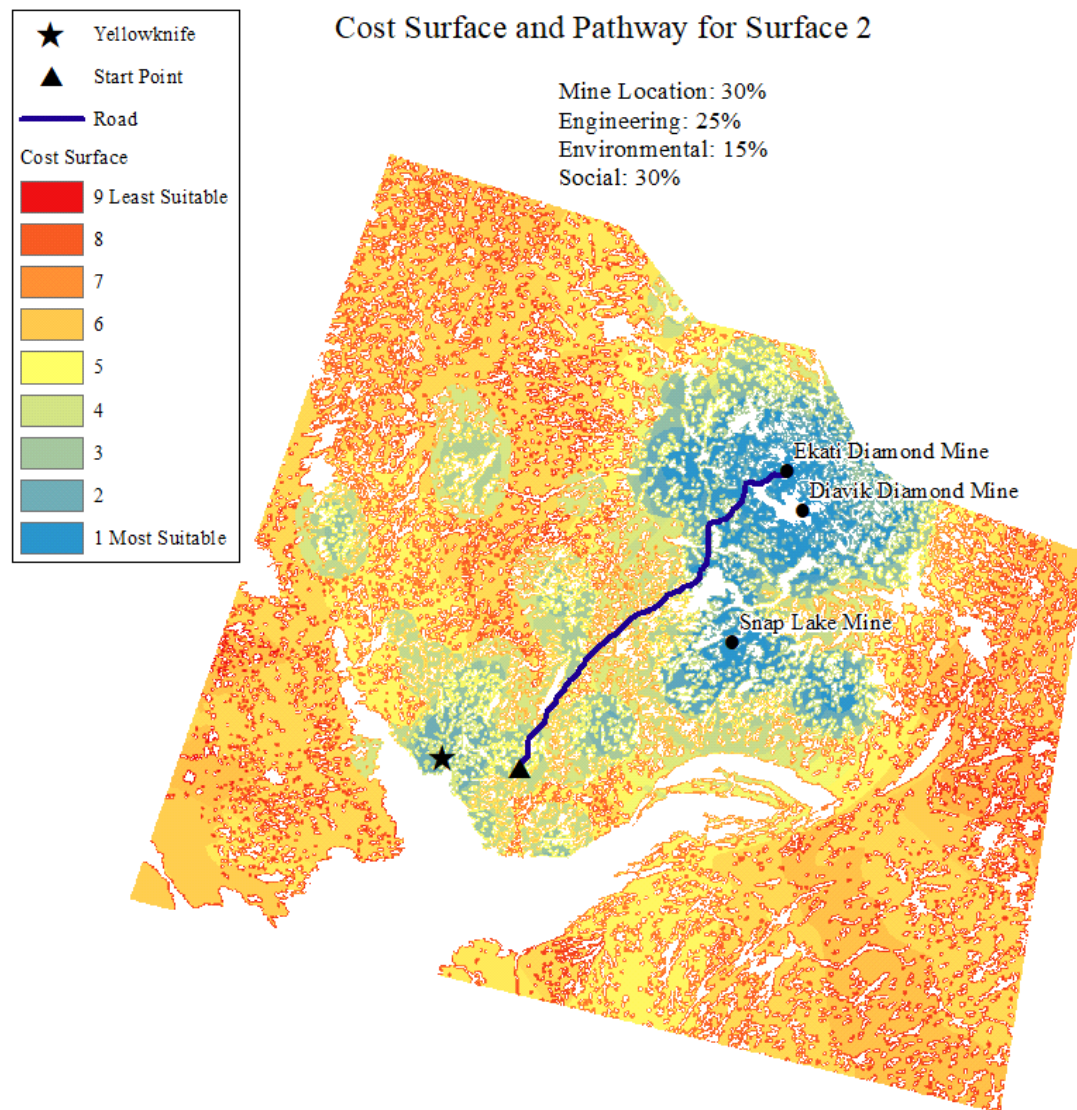 Cost Surface and Pathway for Surface 2
Mine Location: 30%
Engineering: 25%
Environmental: 15%
Social: 30%
Yellowknife
Start Point
Road
Cost Surface
9 Least Suitable
8
7
6
5
4
3
2
1 Most Suitable
Ekati Diamond Mine
Diavik Diamond Mine
Snap Lake Mine